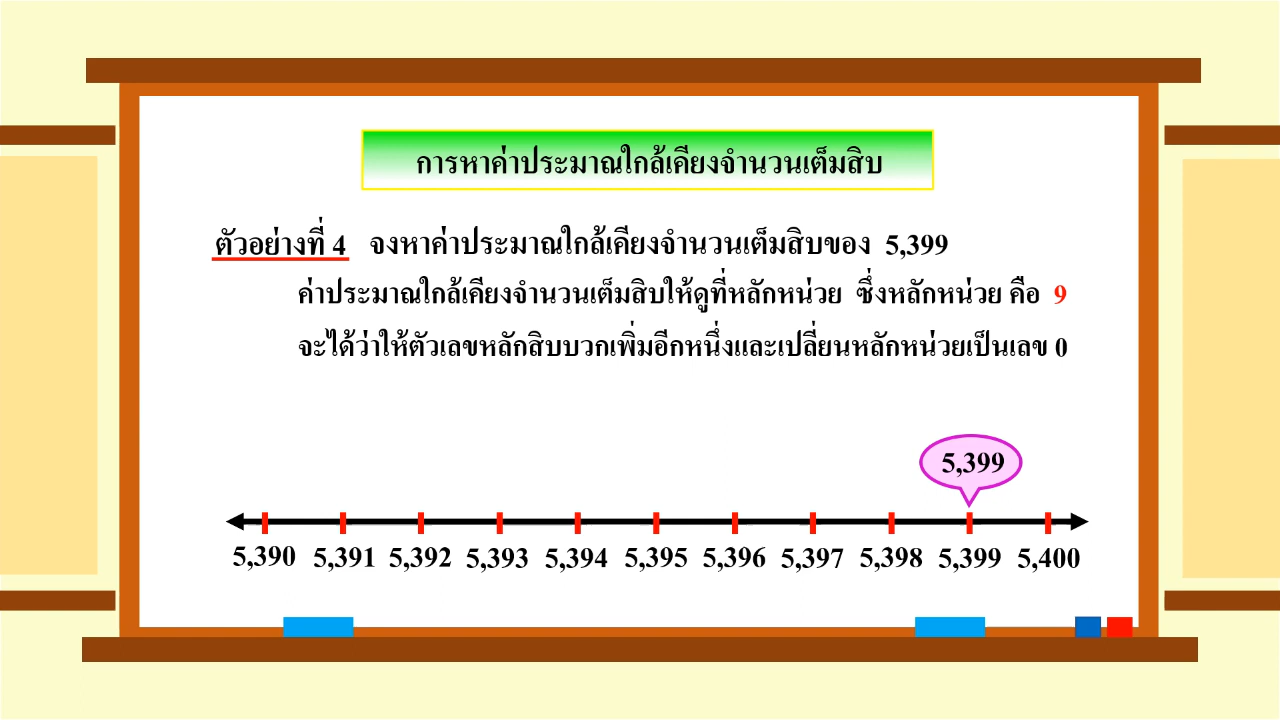 การหาค่าประมาณใกล้เคียงจำนวนเต็มสิบ
ตัวอย่างที่ 4 จงหาค่าประมาณใกล้เคียงจำนวนเต็มสิบของ 5,399
ค่าประมาณใกล้เคียงจำนวนเต็มสิบให้ดูที่หลักหน่วย ซึ่งหลักหน่วย คือ 9
จะได้ว่าให้ตัวเลขหลักสิบบวกเพิ่มอีกหนึ่งและเปลี่ยนหลักหน่วยเป็นเลข 0
5,399
5,390 5,391 5,392 5,393 5,394 5,395 5,396 5,397 5,398 5,399 5,400